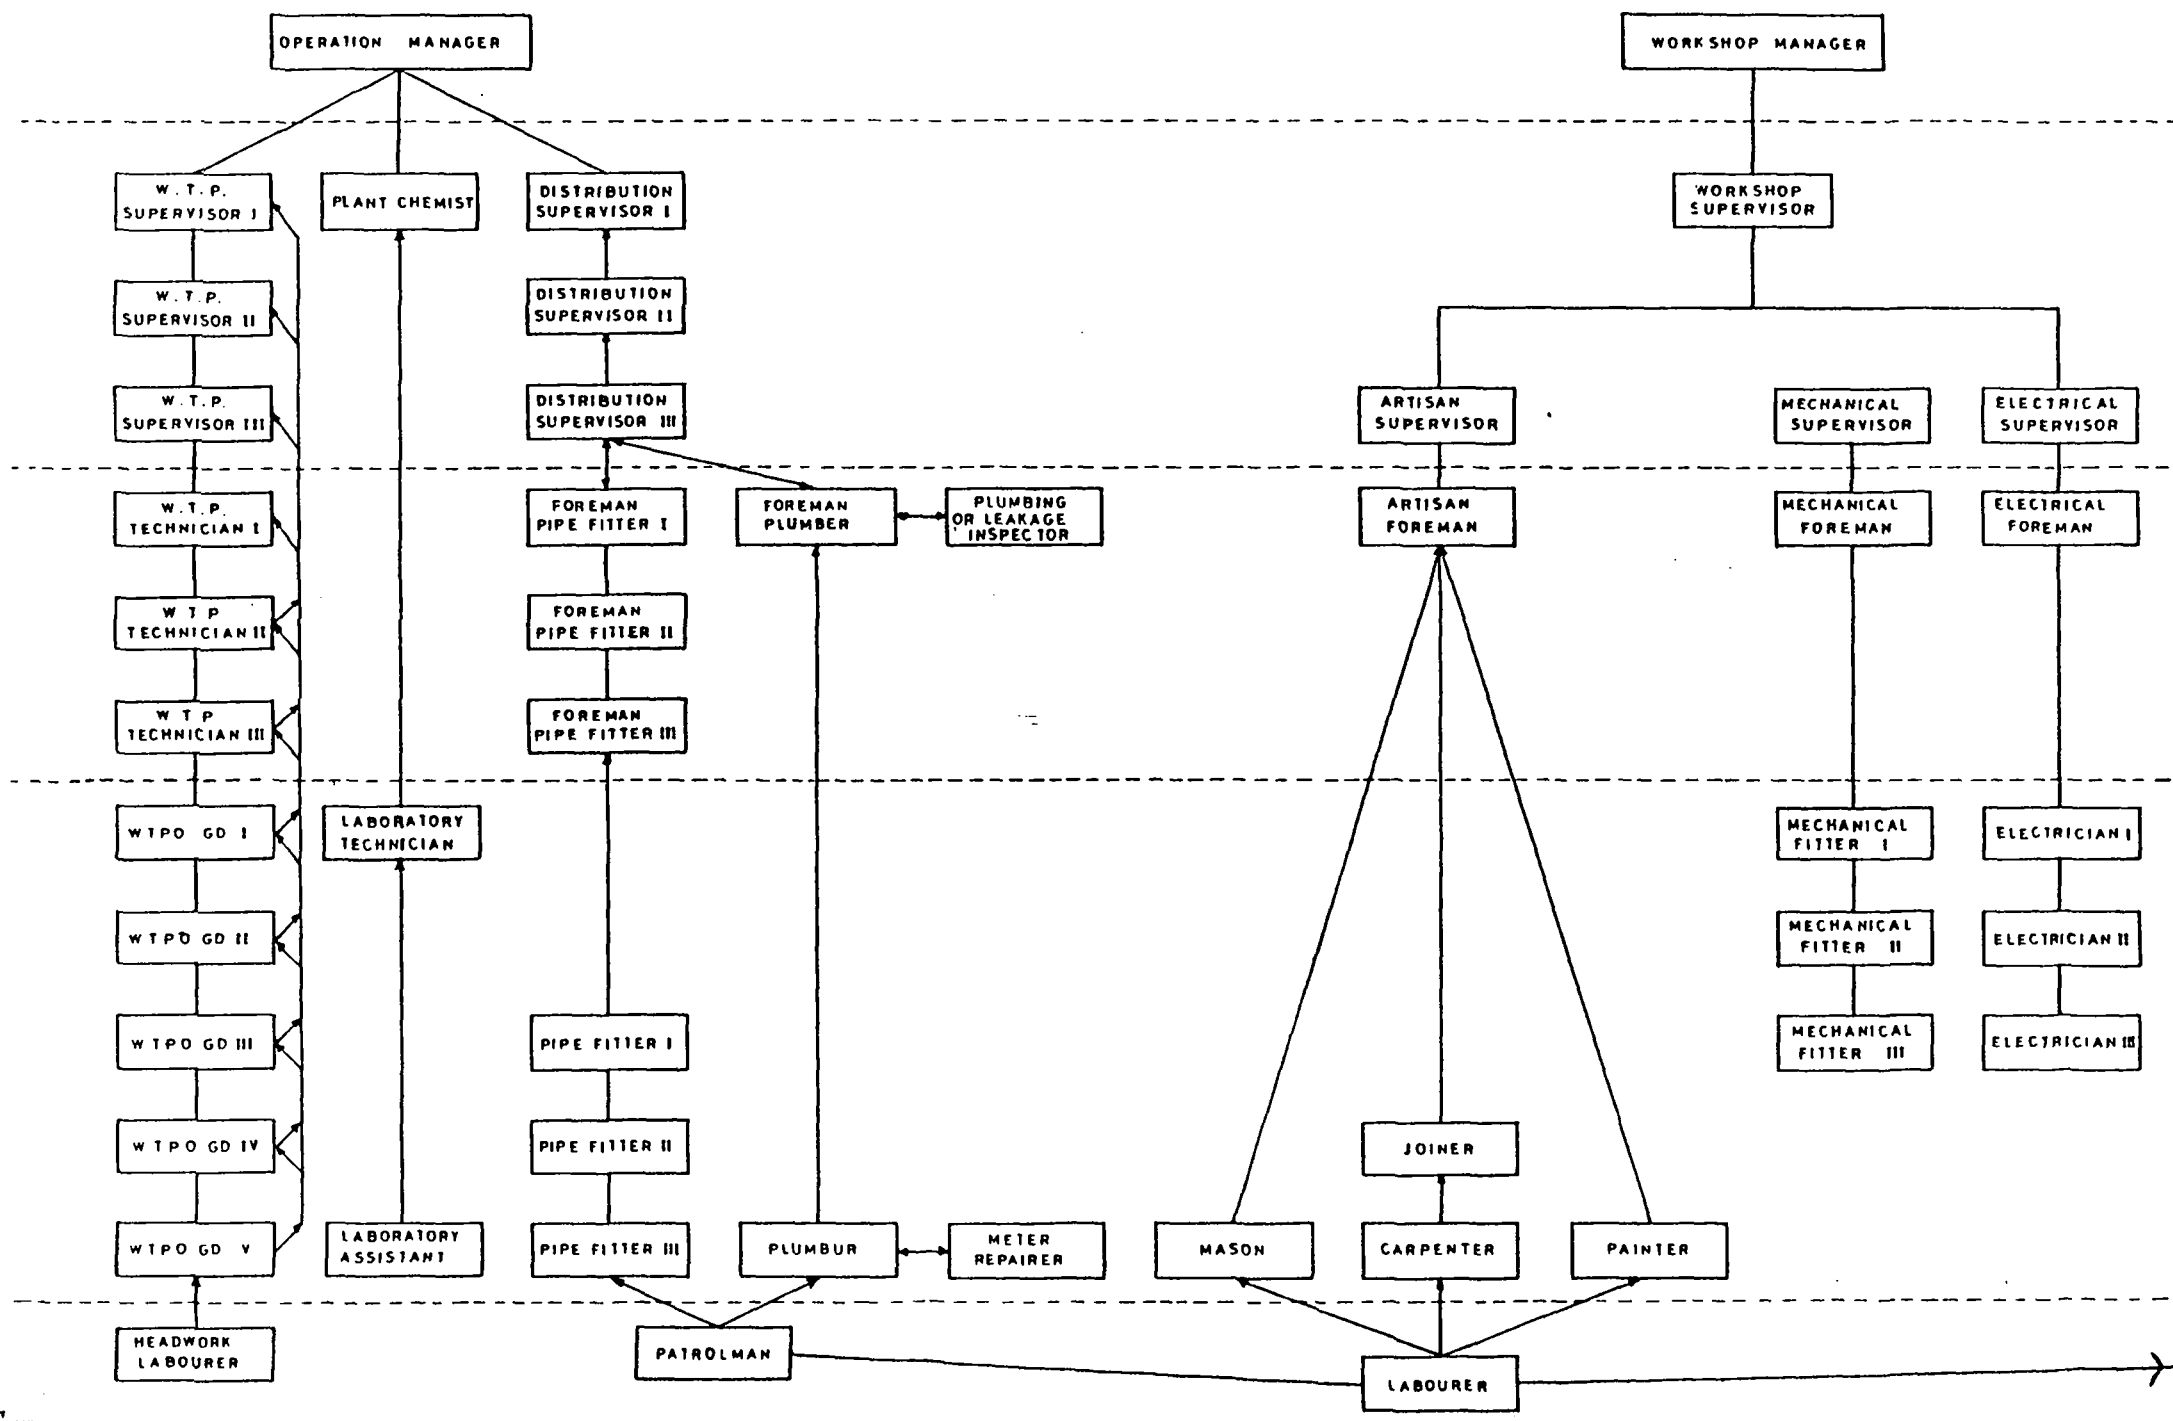 OPERATION MANAGER
WORKSHOP MANAGER
W.T.P.
SUPERVISOR I
PLANT CHEMIST
DISTRIBUTION
SUPERVISOR I
WORKSHOP
SUPERVISOR
W.T.P.
SUPERVISOR II
DISTRIBUTION
SUPERVISOR II
W.T.P.
SUPERVISOR III
DISTRIBUTION
SUPERVISOR III
ARTISAN
SUPERVISOR
MECHANICAL
SUPERVISOR
ELECTRICAL
SUPERVISOR
W.T.P.
TECHNICIAN I
FOREMAN
PIPE FITTER I
FOREMAN
PLUMBER
PLUMBING
OR LEAKAGE
INSPECTOR
ARTISAN
FOREMAN
MECHANICAL
FOREMAN
ELECTRICAL
FOREMAN
W T P
TECHNICIAN II
FOREMAN
PIPE FITTER II
W T P
TECHNICIAN III
FOREMAN
PIPE FITTER III
WTPO GD I
LABORATORY
TECHNICIAN
MECHANICAL
FITTER I
ELECTRICIAN I
WTPO GD II
MECHANICAL
FITTER II
ELECTRICIAN II
WTPO GD III
PIPE FITTER I
MECHANICAL
FITTER III
ELECTRICIAN III
WTPO GD IV
PIPE FITTER II
JOINER
WTPO GD V
LABORATORY
ASSISTANT
PIPE FITTER III
PLUMBUR
METER
REPAIRER
MASON
CARPENTER
PAINTER
HEADWORK
LABOURER
PATROLMAN
LABOURER